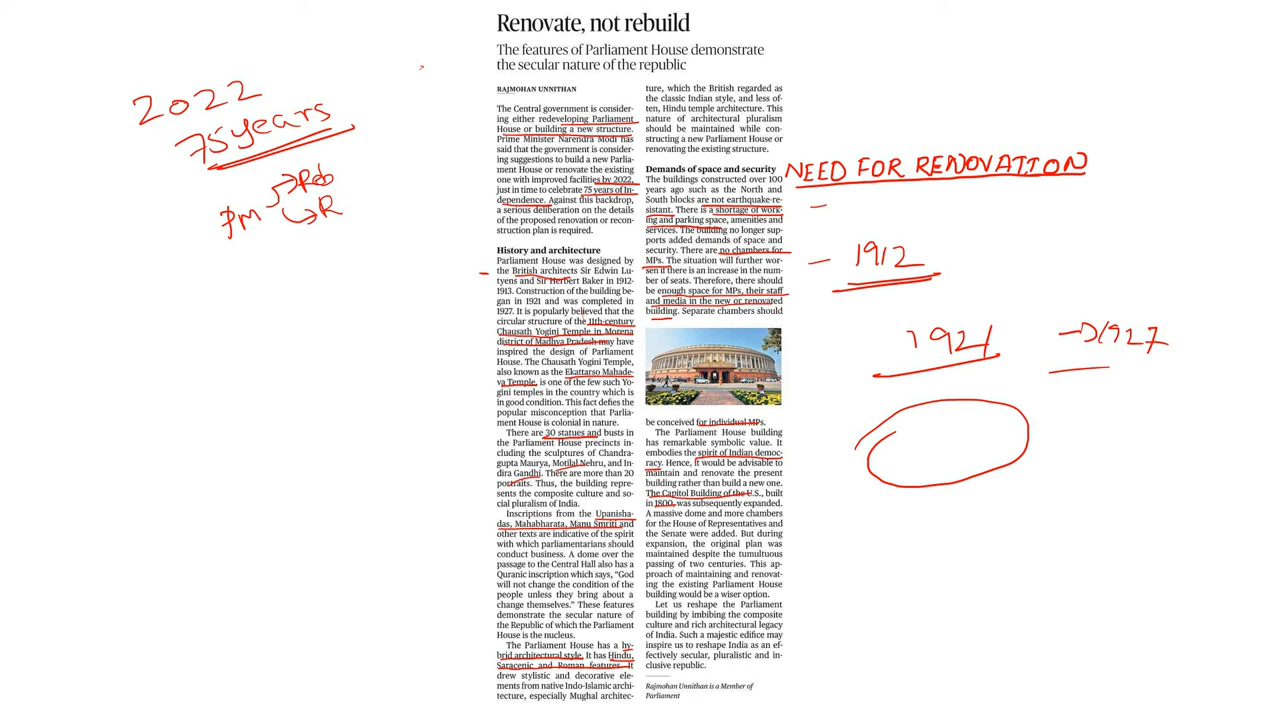 Renovate, not rebuild
The features of Parliament House demonstrate
the secular nature of the republic
RAJMOHAN UNNITHAN
The Central government is consider-
ing either redeveloping Parliament
House or building a new structure.
Prime Minister Narendra Modi has
said that the government is consider-
ing suggestions to build a new Parlia-
ment House or renovate the existing
one with improved facilities by 2022,
just in time to celebrate 75 years of In-
dependence. Against this backdrop,
a serious deliberation on the details
of the proposed renovation or recon-
struction plan is required.
History and architecture
Parliament House was designed by
the British architects Sir Edwin Lu-
tyens and Sir Herbert Baker in 1912-
1913. Construction of the building be-
gan in 1921 and was completed in
1927. It is popularly believed that the
circular structure of the 11th-century
Chausath Yogini Temple in Morena
district of Madhya Pradesh may have
inspired the design of Parliament
House. The Chausath Yogini Temple,
also known as the Ekattarso Mahade-
va Temple, is one of the few such Yo-
gini temples in the country which is
in good condition. This fact defies the
popular misconception that Parlia-
ment House is colonial in nature.
There are 30 statues and busts in
the Parliament House precincts in-
cluding the sculptures of Chandra-
gupta Maurya, Motilal Nehru, and In-
dira Gandhi. There are more than 20
portraits. Thus, the building repre-
sents the composite culture and so-
cial pluralism of India.
Inscriptions from the Upanisha-
das, Mahabharata, Manu Smriti and
other texts are indicative of the spirit
with which parliamentarians should
conduct business. A dome over the
passage to the Central Hall also has a
Quranic inscription which says, “God
will not change the condition of the
people unless they bring about a
change themselves.” These features
demonstrate the secular nature of
the Republic of which the Parliament
House is the nucleus.
The Parliament House has a hy-
brid architectural style. It has Hindu,
Saracenic and Roman features. It
drew stylistic and decorative ele-
ments from native Indo-Islamic archi-
tecture, especially Mughal architec-
ture, which the British regarded as
the classic Indian style, and less of-
ten, Hindu temple architecture. This
nature of architectural pluralism
should be maintained while con-
structing a new Parliament House or
renovating the existing structure.
Demands of space and security
The buildings constructed over 100
years ago such as the North and
South blocks are not earthquake-re-
sistant. There is a shortage of work-
ing and parking space, amenities and
services. The building no longer sup-
ports added demands of space and
security. There are no chambers for
MPs. The situation will further wor-
sen if there is an increase in the num-
ber of seats. Therefore, there should
be enough space for MPs, their staff
and media in the new or renovated
building. Separate chambers should
be conceived for individual MPs.
The Parliament House building
has remarkable symbolic value. It
embodies the spirit of Indian democ-
racy. Hence, it would be advisable to
maintain and renovate the present
building rather than build a new one.
The Capitol Building of the U.S., built
in 1800, was subsequently expanded.
A massive dome and more chambers
for the House of Representatives and
the Senate were added. But during
expansion, the original plan was
maintained despite the tumultuous
passing of two centuries. This ap-
proach of maintaining and renovat-
ing the existing Parliament House
building would be a wiser option.
Let us reshape the Parliament
building by imbibing the composite
culture and rich architectural legacy
of India. Such a majestic edifice may
inspire us to reshape India as an ef-
fectively secular, pluralistic and in-
clusive republic.
Rajmohan Unnithan is a Member of
Parliament
2022
75 years
PM → Reb
→ R
NEED FOR RENOVATION
–
– 1912
1921 → 1927